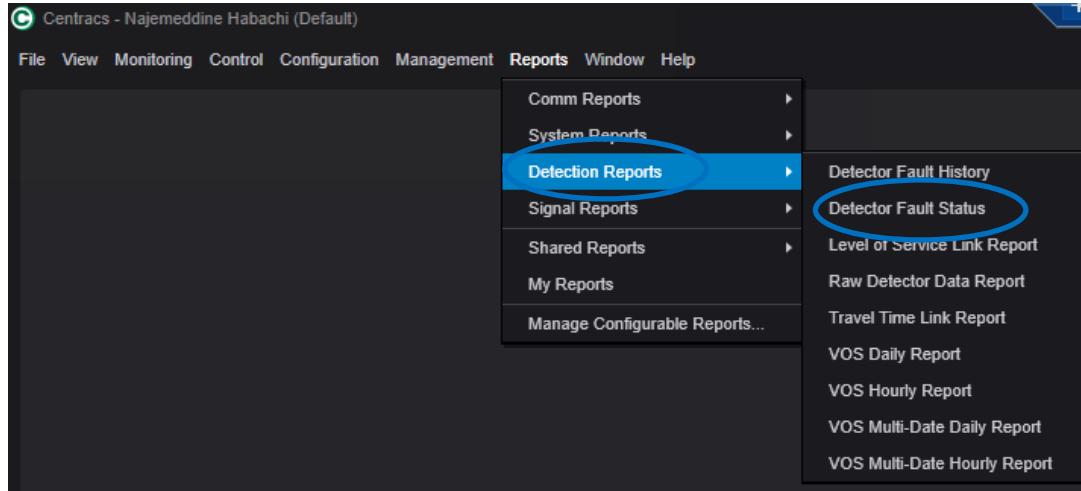 Centracs - Najemeddine Habachi (Default)
File View Monitoring Control Configuration Management Reports Window Help
Comm Reports
System Reports
Detection Reports
Signal Reports
Shared Reports
My Reports
Manage Configurable Reports...
Detector Fault History
Detector Fault Status
Level of Service Link Report
Raw Detector Data Report
Travel Time Link Report
VOS Daily Report
VOS Hourly Report
VOS Multi-Date Daily Report
VOS Multi-Date Hourly Report